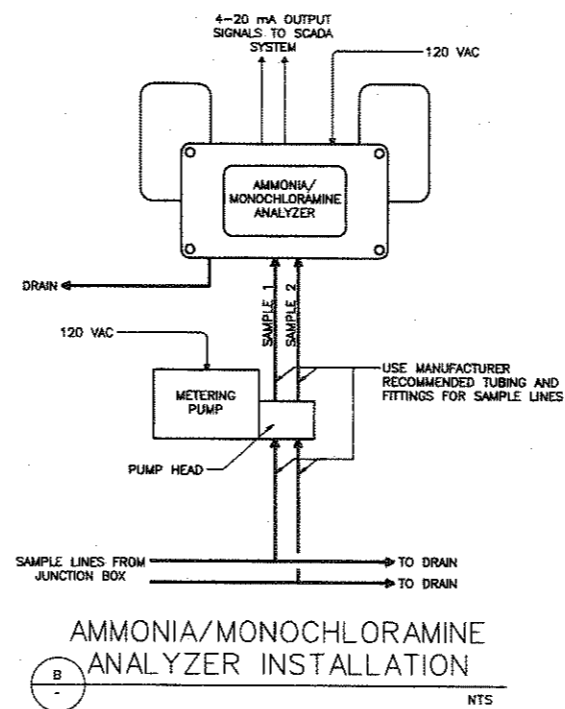 4-20 mA OUTPUT
SIGNALS TO SCADA
SYSTEM
120 VAC
AMMONIA/
MONOCHLORAMINE
ANALYZER
DRAIN
SAMPLE 1
SAMPLE 2
120 VAC
METERING
PUMP
USE MANUFACTURER
RECOMMENDED TUBING AND
FITTINGS FOR SAMPLE LINES
PUMP HEAD
SAMPLE LINES FROM
JUNCTION BOX
TO DRAIN
TO DRAIN
AMMONIA/MONOCHLORAMINE
ANALYZER INSTALLATION
B
-
NTS